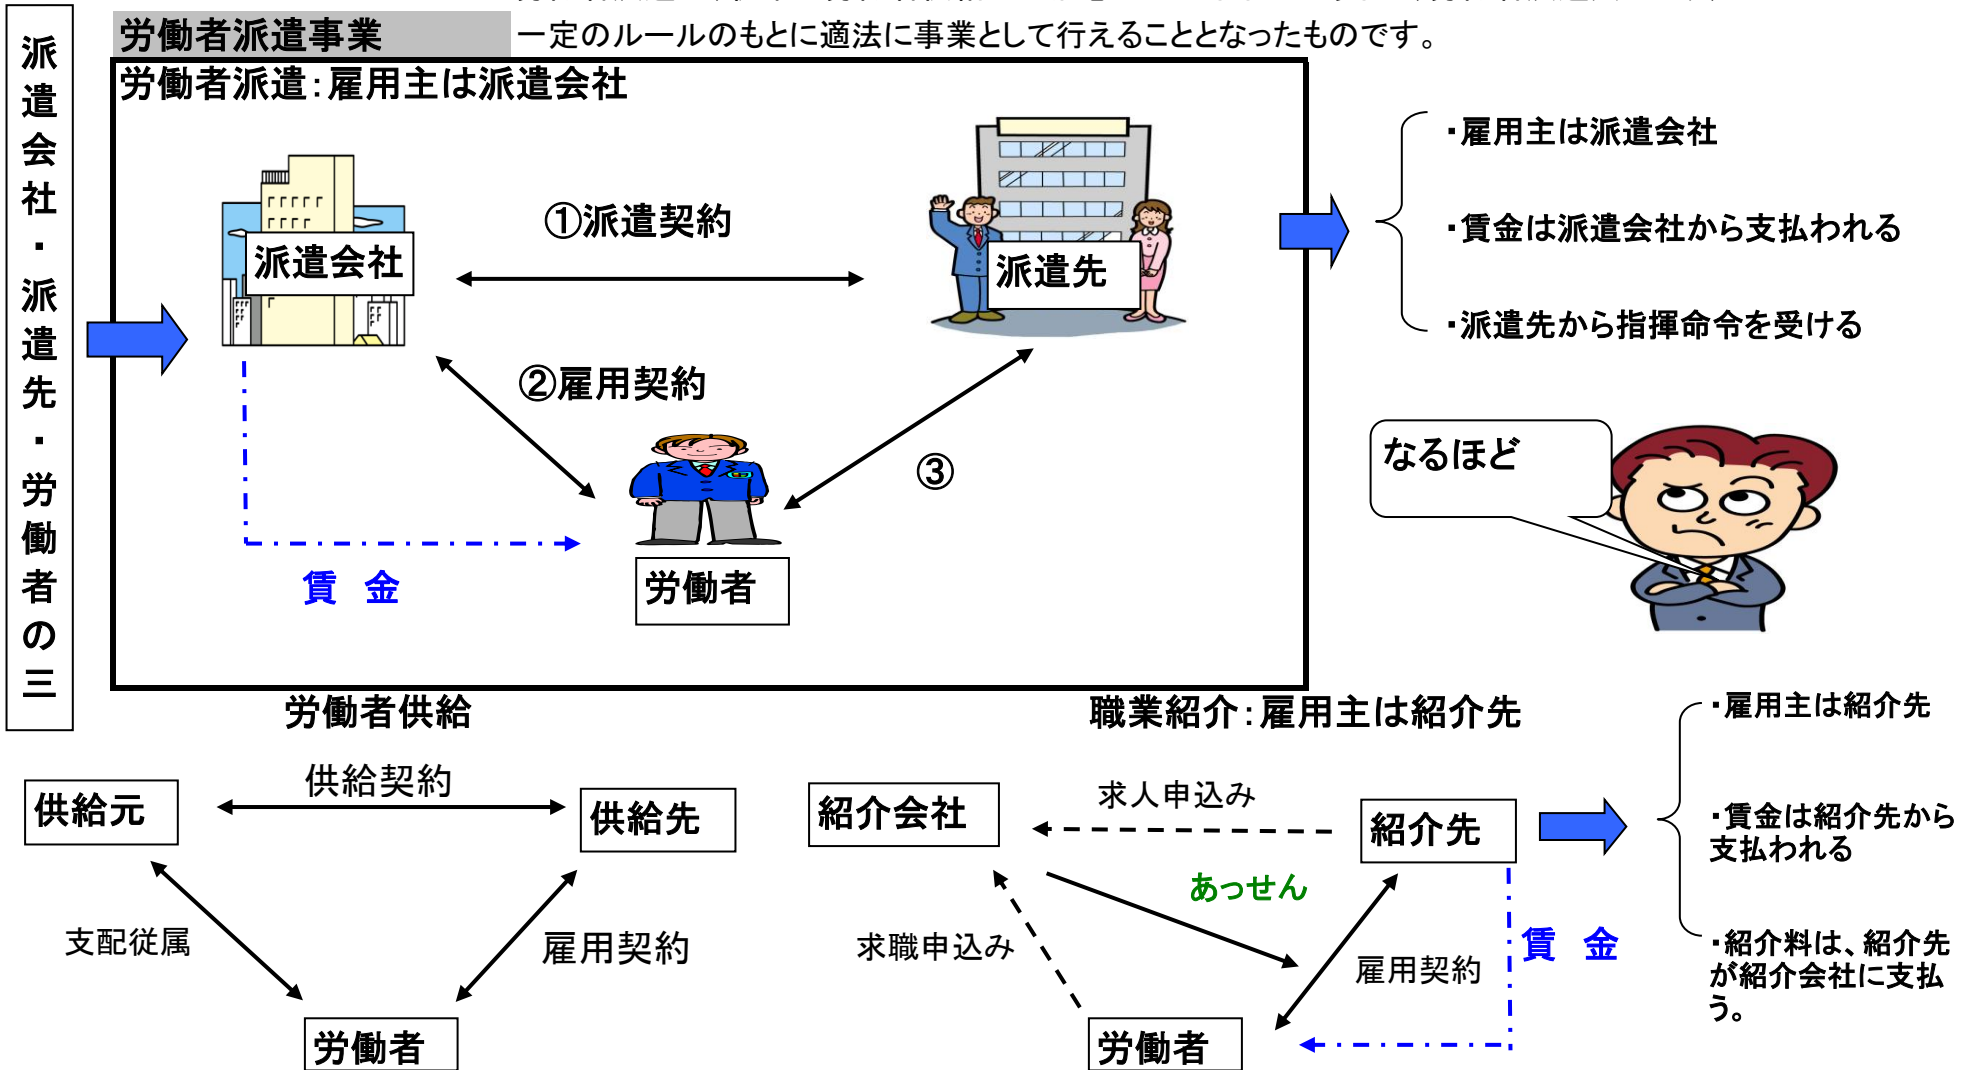 労働者派遣事業
一定のルールのもとに適法に事業として行えることとなったものです。
派遣会社・派遣先・労働者の三
労働者派遣：雇用主は派遣会社
派遣会社
①派遣契約
派遣先
②雇用契約
③
賃 金
労働者
・雇用主は派遣会社
・賃金は派遣会社から支払われる
・派遣先から指揮命令を受ける
なるほど
労働者供給
供給元
供給契約
供給先
支配従属
雇用契約
労働者
職業紹介：雇用主は紹介先
紹介会社
求人申込み
紹介先
あっせん
求職申込み
雇用契約
賃 金
労働者
・雇用主は紹介先
・賃金は紹介先から
支払われる
・紹介料は、紹介先
が紹介会社に支払
う。